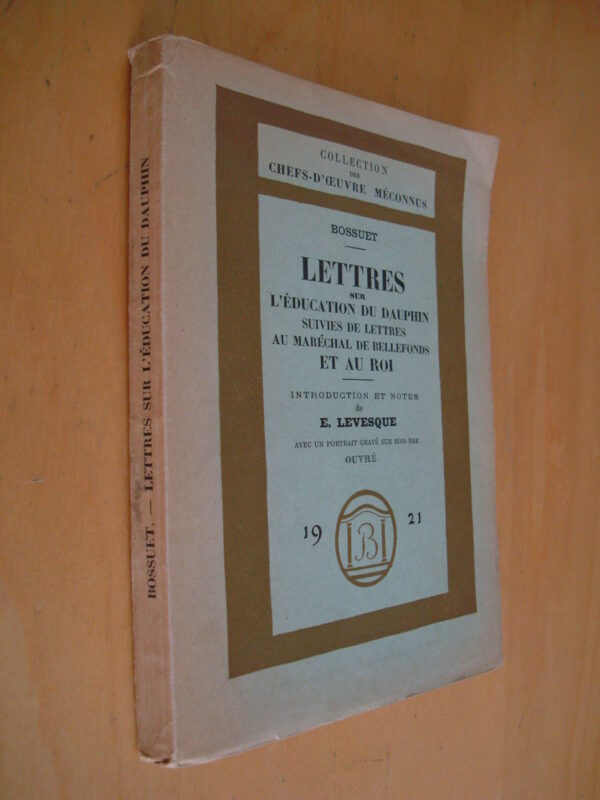 BOSSUET. — LETTRES SUR L'ÉDUCATION DU DAUPHIN
COLLECTION
DES
CHEFS-D'ŒUVRE MÉCONNUS
BOSSUET
LETTRES
SUR
L'ÉDUCATION DU DAUPHIN
SUIVIES DE LETTRES
AU MARÉCHAL DE BELLEFONDS
ET AU ROI
INTRODUCTION ET NOTES
de
E. LEVESQUE
AVEC UN PORTRAIT GRAVÉ SUR BOIS PAR
OUVRÉ
19 B 21